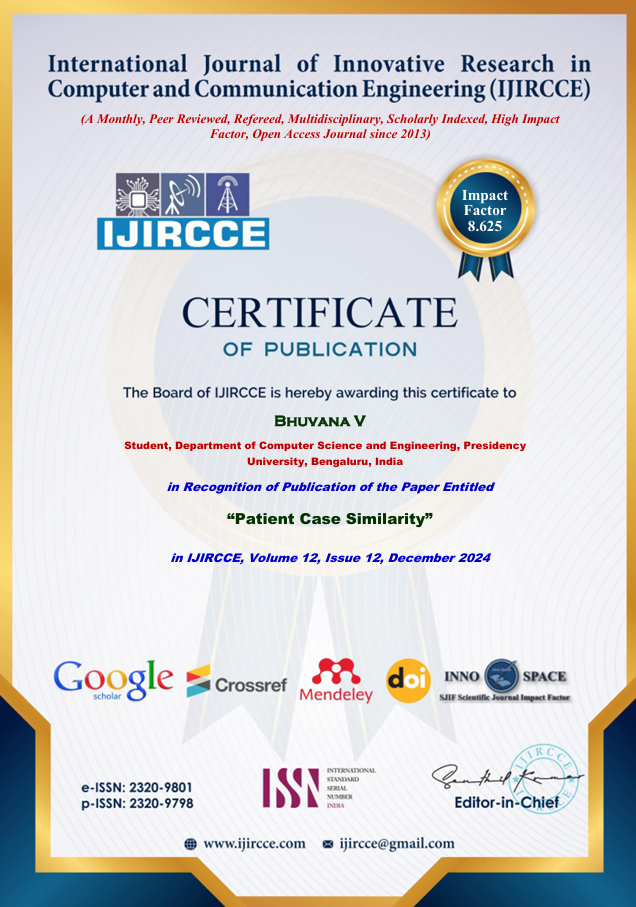 International Journal of Innovative Research in
Computer and Communication Engineering (IJIRCCE)
(A Monthly, Peer Reviewed, Refereed, Multidisciplinary, Scholarly Indexed, High Impact
Factor, Open Access Journal since 2013)
IJIRCCE
Impact
Factor
8.625
CERTIFICATE
OF PUBLICATION
The Board of IJIRCCE is hereby awarding this certificate to
BHUVANA V
Student, Department of Computer Science and Engineering, Presidency
University, Bengaluru, India
in Recognition of Publication of the Paper Entitled
“Patient Case Similarity”
in IJIRCCE, Volume 12, Issue 12, December 2024
Google
scholar
Crossref
Mendeley
doi
INNO SPACE
SJIF Scientific Journal Impact Factor
e-ISSN: 2320-9801
p-ISSN: 2320-9798
ISSN
INTERNATIONAL
STANDARD
SERIAL
NUMBER
INDIA
IJIRCCE
Senthil Kumar
Editor-in-Chief
www.ijircce.com ijircce@gmail.com